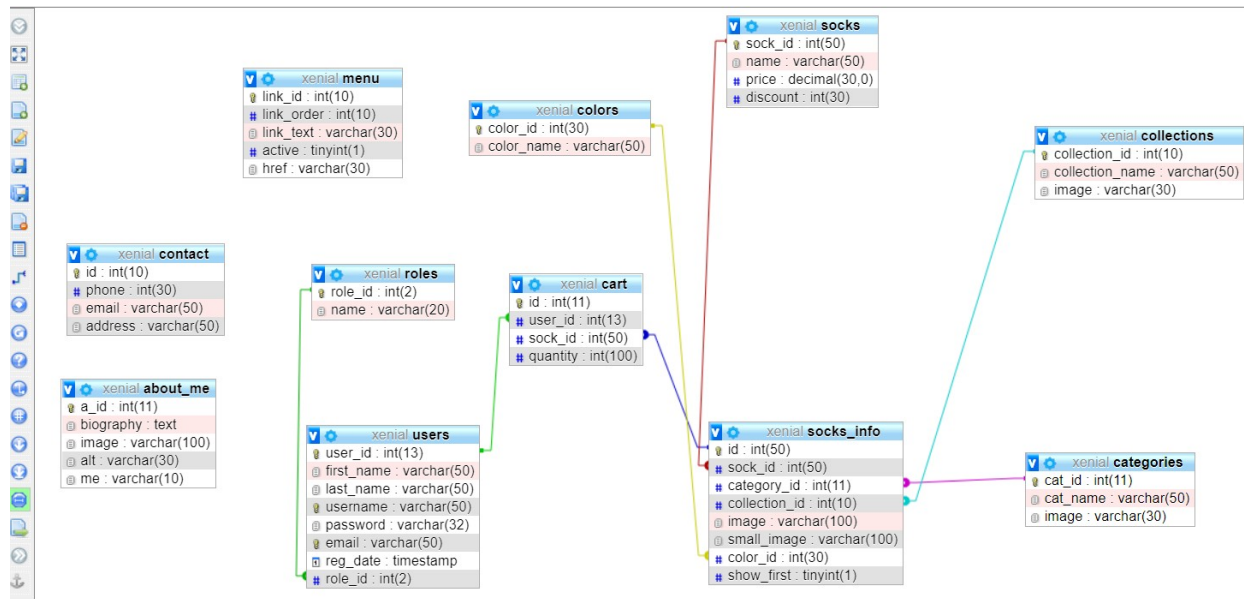 xenial socks
sock_id : int(50)
name : varchar(50)
price : decimal(30,0)
discount : int(30)
xenial menu
link_id : int(10)
link_order : int(10)
link_text : varchar(30)
active : tinyint(1)
href : varchar(30)
xenial colors
color_id : int(30)
color_name : varchar(50)
xenial collections
collection_id : int(10)
collection_name : varchar(50)
image : varchar(30)
xenial contact
id : int(10)
phone : int(30)
email : varchar(50)
address : varchar(50)
xenial roles
role_id : int(2)
name : varchar(20)
xenial cart
id : int(11)
user_id : int(13)
sock_id : int(50)
quantity : int(100)
xenial about_me
a_id : int(11)
biography : text
image : varchar(100)
alt : varchar(30)
me : varchar(10)
xenial users
user_id : int(13)
first_name : varchar(50)
last_name : varchar(50)
username : varchar(50)
password : varchar(32)
email : varchar(50)
reg_date : timestamp
role_id : int(2)
xenial socks_info
id : int(50)
sock_id : int(50)
category_id : int(11)
collection_id : int(10)
image : varchar(100)
small_image : varchar(100)
color_id : int(30)
show_first : tinyint(1)
xenial categories
cat_id : int(11)
cat_name : varchar(50)
image : varchar(30)